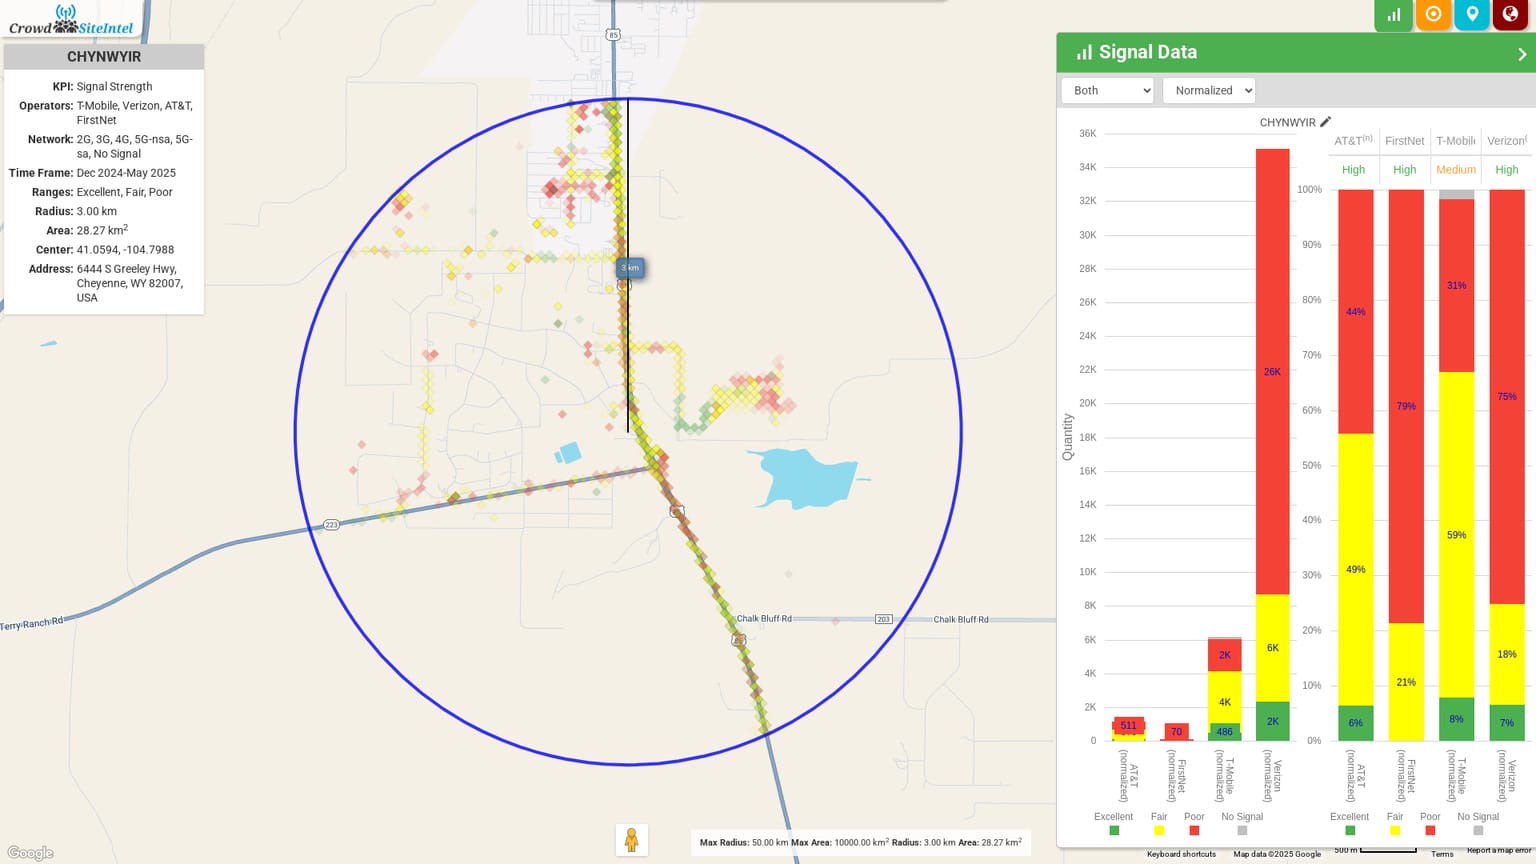 Crowd SiteIntel
CHYNWYIR
KPI: Signal Strength
Operators: T-Mobile, Verizon, AT&T,
FirstNet
Network: 2G, 3G, 4G, 5G-nsa, 5G-
sa, No Signal
Time Frame: Dec 2024-May 2025
Ranges: Excellent, Fair, Poor
Radius: 3.00 km
Area: 28.27 km2
Center: 41.0594, -104.7988
Address: 6444 S Greeley Hwy,
Cheyenne, WY 82007,
USA
85
3 km
223
Terry Ranch Rd
Chalk Bluff Rd
203
Chalk Bluff Rd
Google
Max Radius: 50.00 km Max Area: 10000.00 km2 Radius: 3.00 km Area: 28.27 km2
Signal Data
Both
Normalized
CHYNWYIR
AT&T(n) FirstNet T-Mobile Verizon(
High High Medium High
36K
34K
32K
30K
28K
26K
24K
22K
20K
18K
16K
14K
12K
10K
8K
6K
4K
2K
0
Quantity
511
70
2K
4K
486
26K
6K
2K
100%
90%
80%
70%
60%
50%
40%
30%
20%
10%
0%
44%
49%
6%
79%
21%
31%
59%
8%
75%
18%
7%
AT&T
(normalized)
FirstNet
(normalized)
T-Mobile
(normalized)
Verizon
(normalized)
AT&T
(normalized)
FirstNet
(normalized)
T-Mobile
(normalized)
Verizon
(normalized)
Excellent Fair Poor No Signal
Excellent Fair Poor No Signal
Keyboard shortcuts Map data ©2025 Google 500 m Terms Report a map error